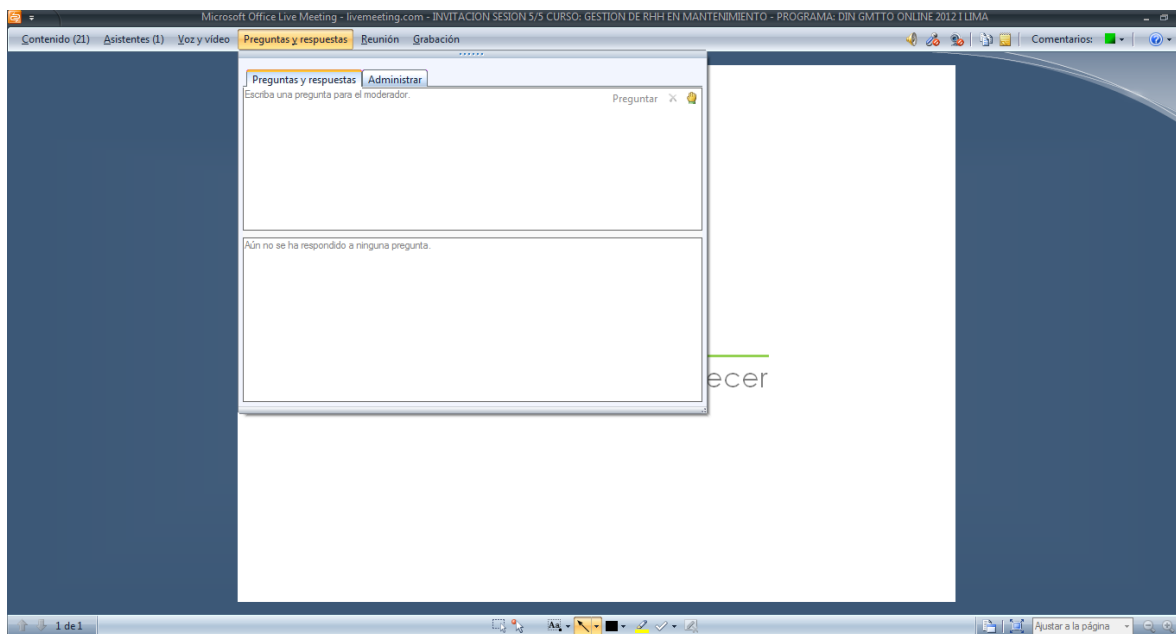 Microsoft Office Live Meeting - livemeeting.com - INVITACION SESION 5/5 CURSO: GESTION DE RHH EN MANTENIMIENTO - PROGRAMA: DIN GMTTO ONLINE 2012 I LIMA
Contenido (21) Asistentes (1) Voz y vídeo Preguntas y respuestas Reunión Grabación Comentarios:
Preguntas y respuestas Administrar
Escriba una pregunta para el moderador. Preguntar
Aún no se ha respondido a ninguna pregunta.
ecer
1 de 1 Aa Ajustar a la página